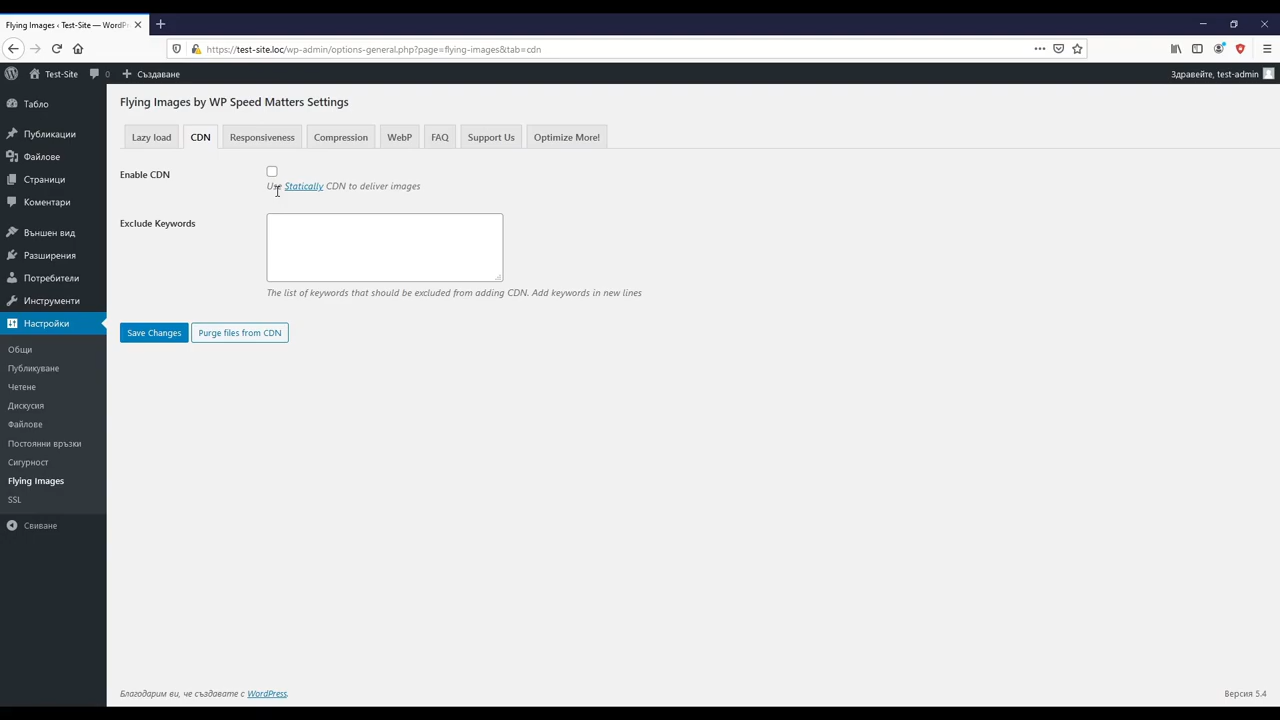 Flying Images ‹ Test-Site — WordPr
https://test-site.loc/wp-admin/options-general.php?page=flying-images&tab=cdn
Test-Site
0
Създаване
Здравейте, test-admin
Табло
Публикации
Файлове
Страници
Коментари
Външен вид
Разширения
Потребители
Инструменти
Настройки
Общи
Публикуване
Четене
Дискусия
Файлове
Постоянни връзки
Сигурност
Flying Images
SSL
Свиване
Flying Images by WP Speed Matters Settings
Lazy load
CDN
Responsiveness
Compression
WebP
FAQ
Support Us
Optimize More!
Enable CDN
Use Statically CDN to deliver images
Exclude Keywords
The list of keywords that should be excluded from adding CDN. Add keywords in new lines
Save Changes
Purge files from CDN
Благодарим ви, че създавате с WordPress.
Версия 5.4